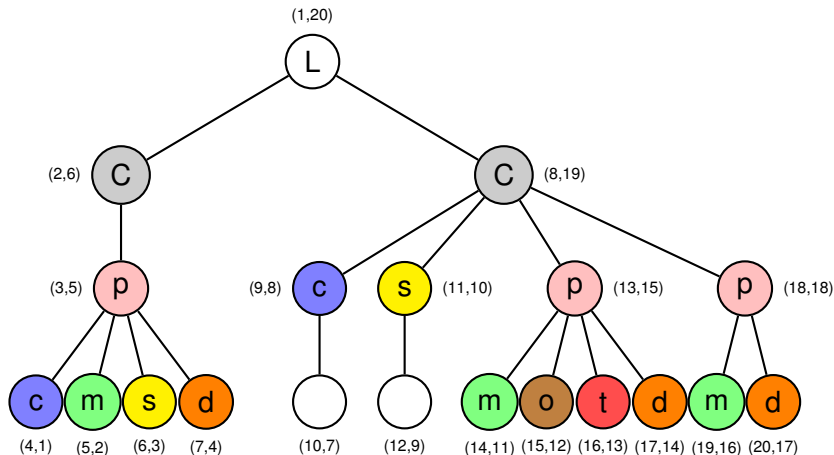 (1,20)
L
(2,6) C C (8,19)
(3,5) p (9,8) c s (11,10) p (13,15) p (18,18)
c m s d m o t d m d
(4,1) (5,2) (6,3) (7,4) (10,7) (12,9) (14,11) (15,12) (16,13) (17,14) (19,16) (20,17)